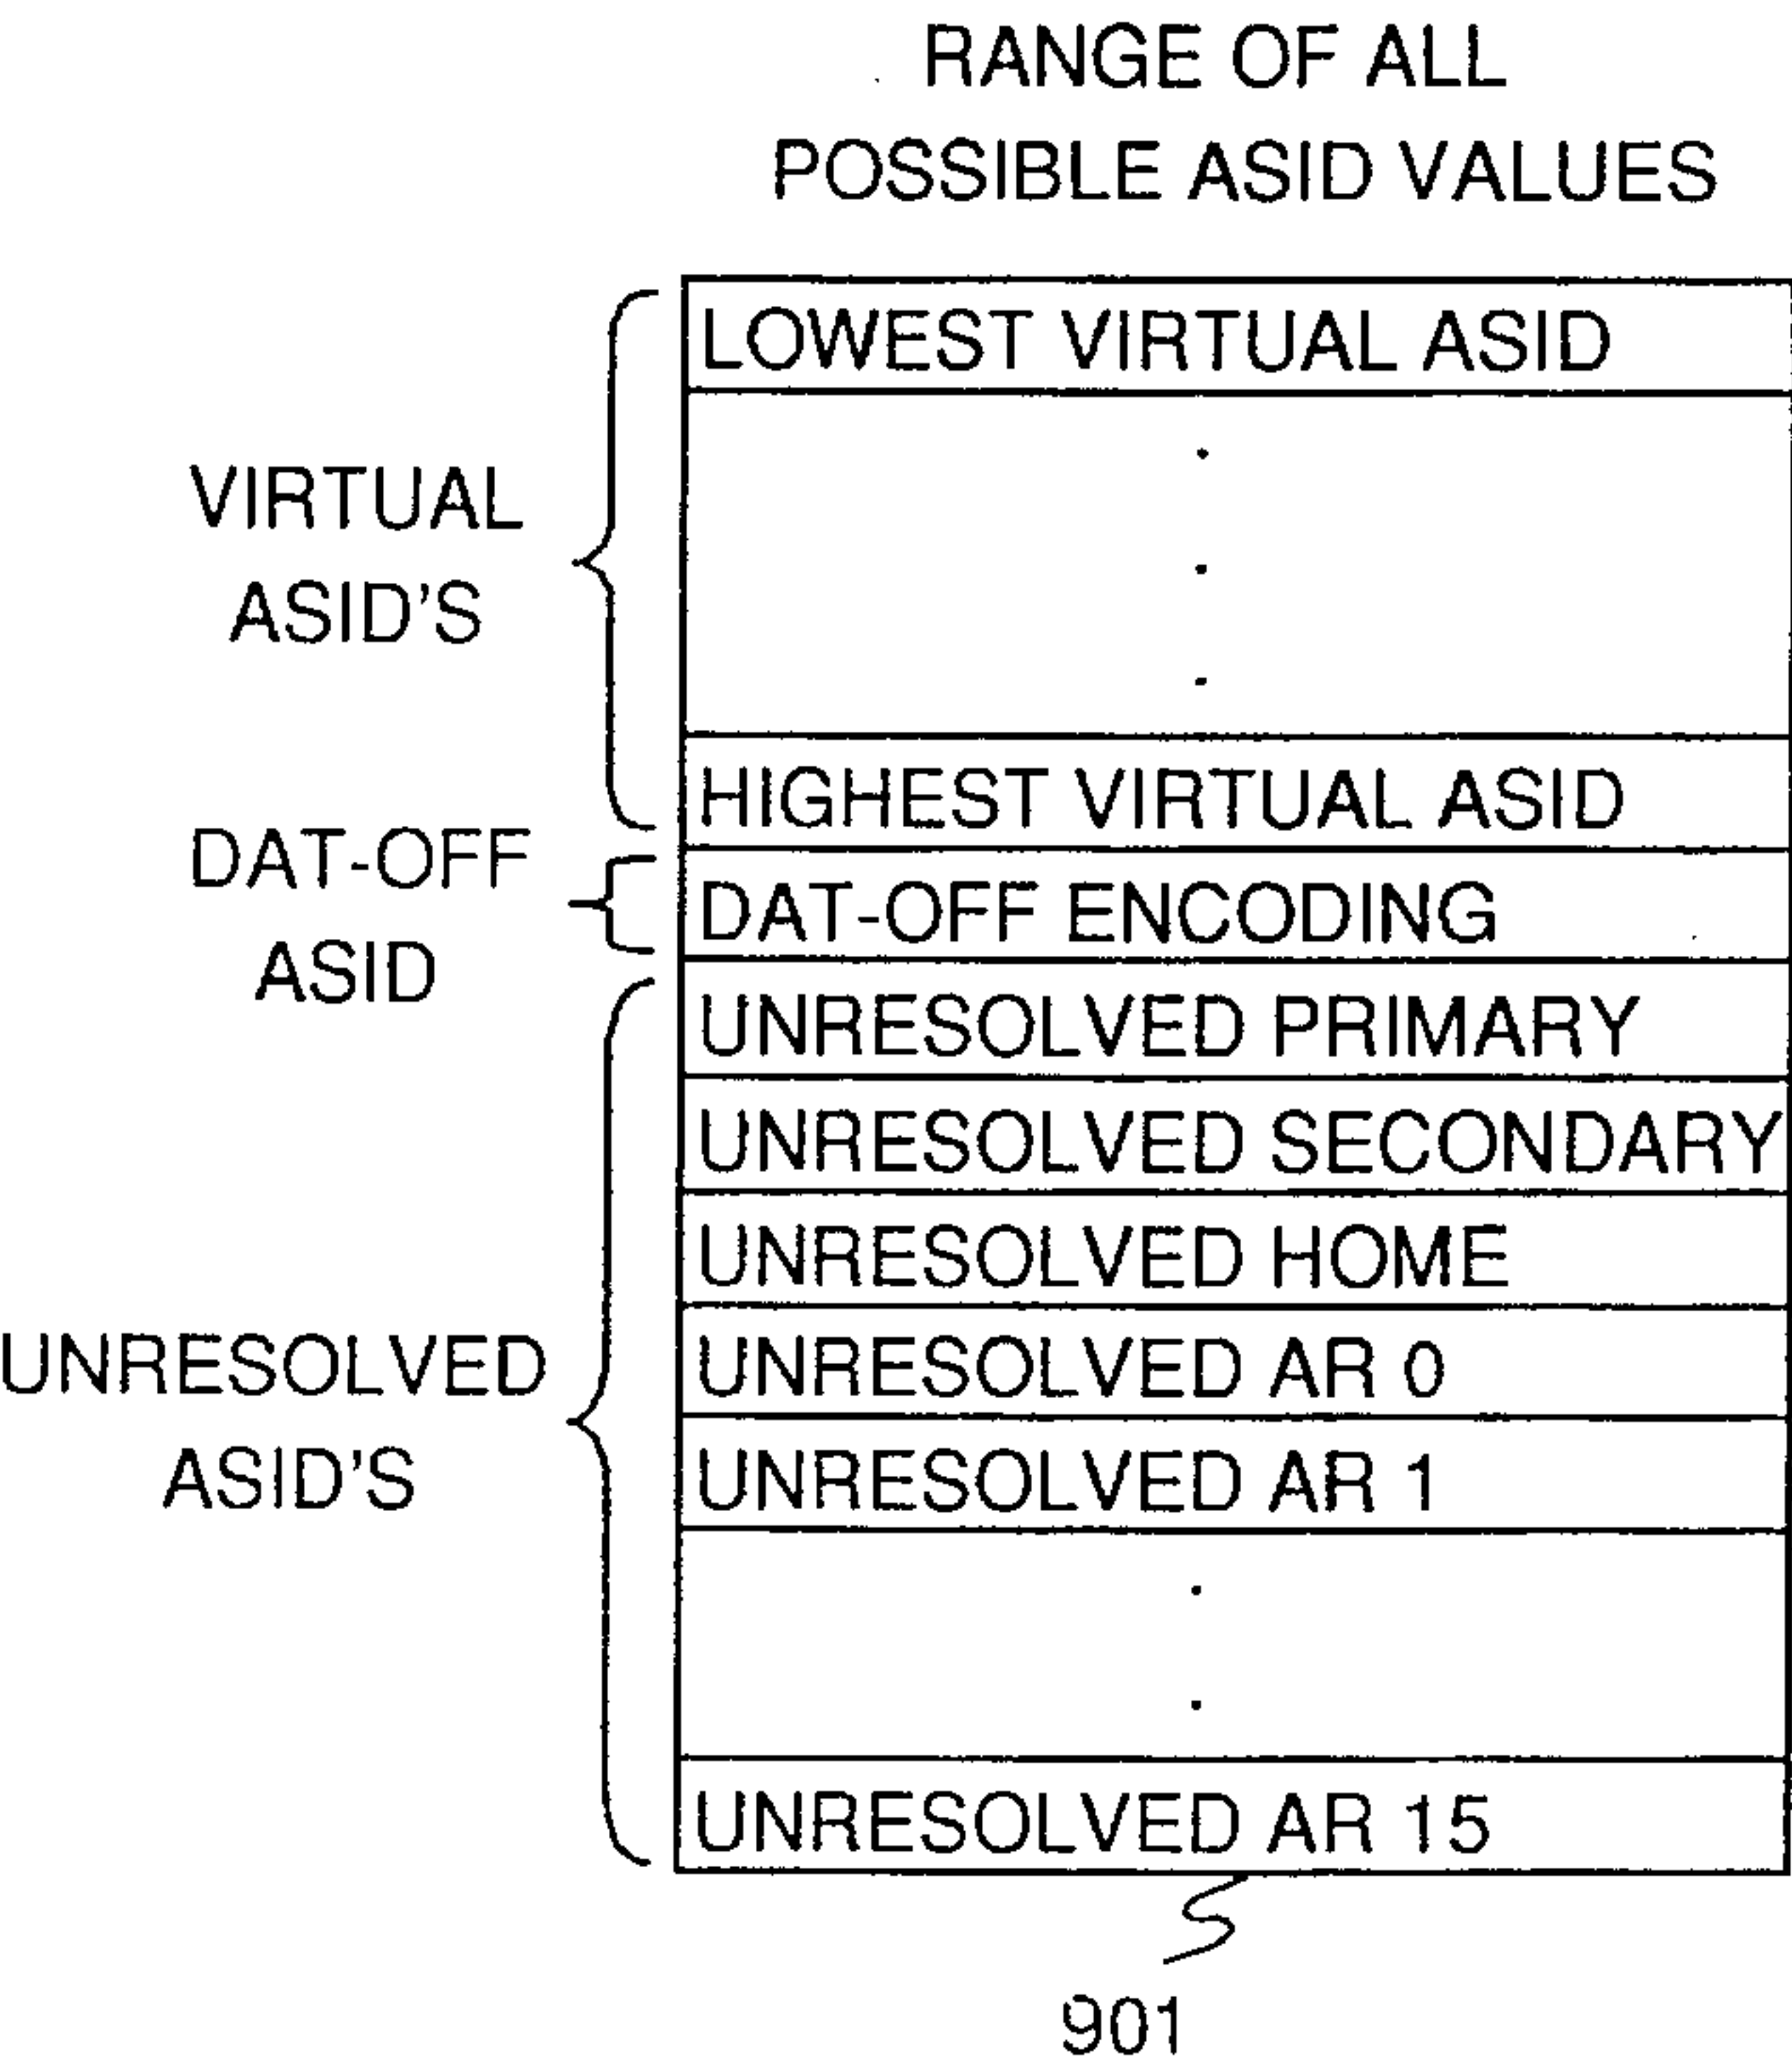 RANGE OF ALL
POSSIBLE ASID VALUES
VIRTUAL
ASID'S
LOWEST VIRTUAL ASID
HIGHEST VIRTUAL ASID
DAT-OFF
ASID
DAT-OFF ENCODING
UNRESOLVED
ASID'S
UNRESOLVED PRIMARY
UNRESOLVED SECONDARY
UNRESOLVED HOME
UNRESOLVED AR 0
UNRESOLVED AR 1
UNRESOLVED AR 15
901